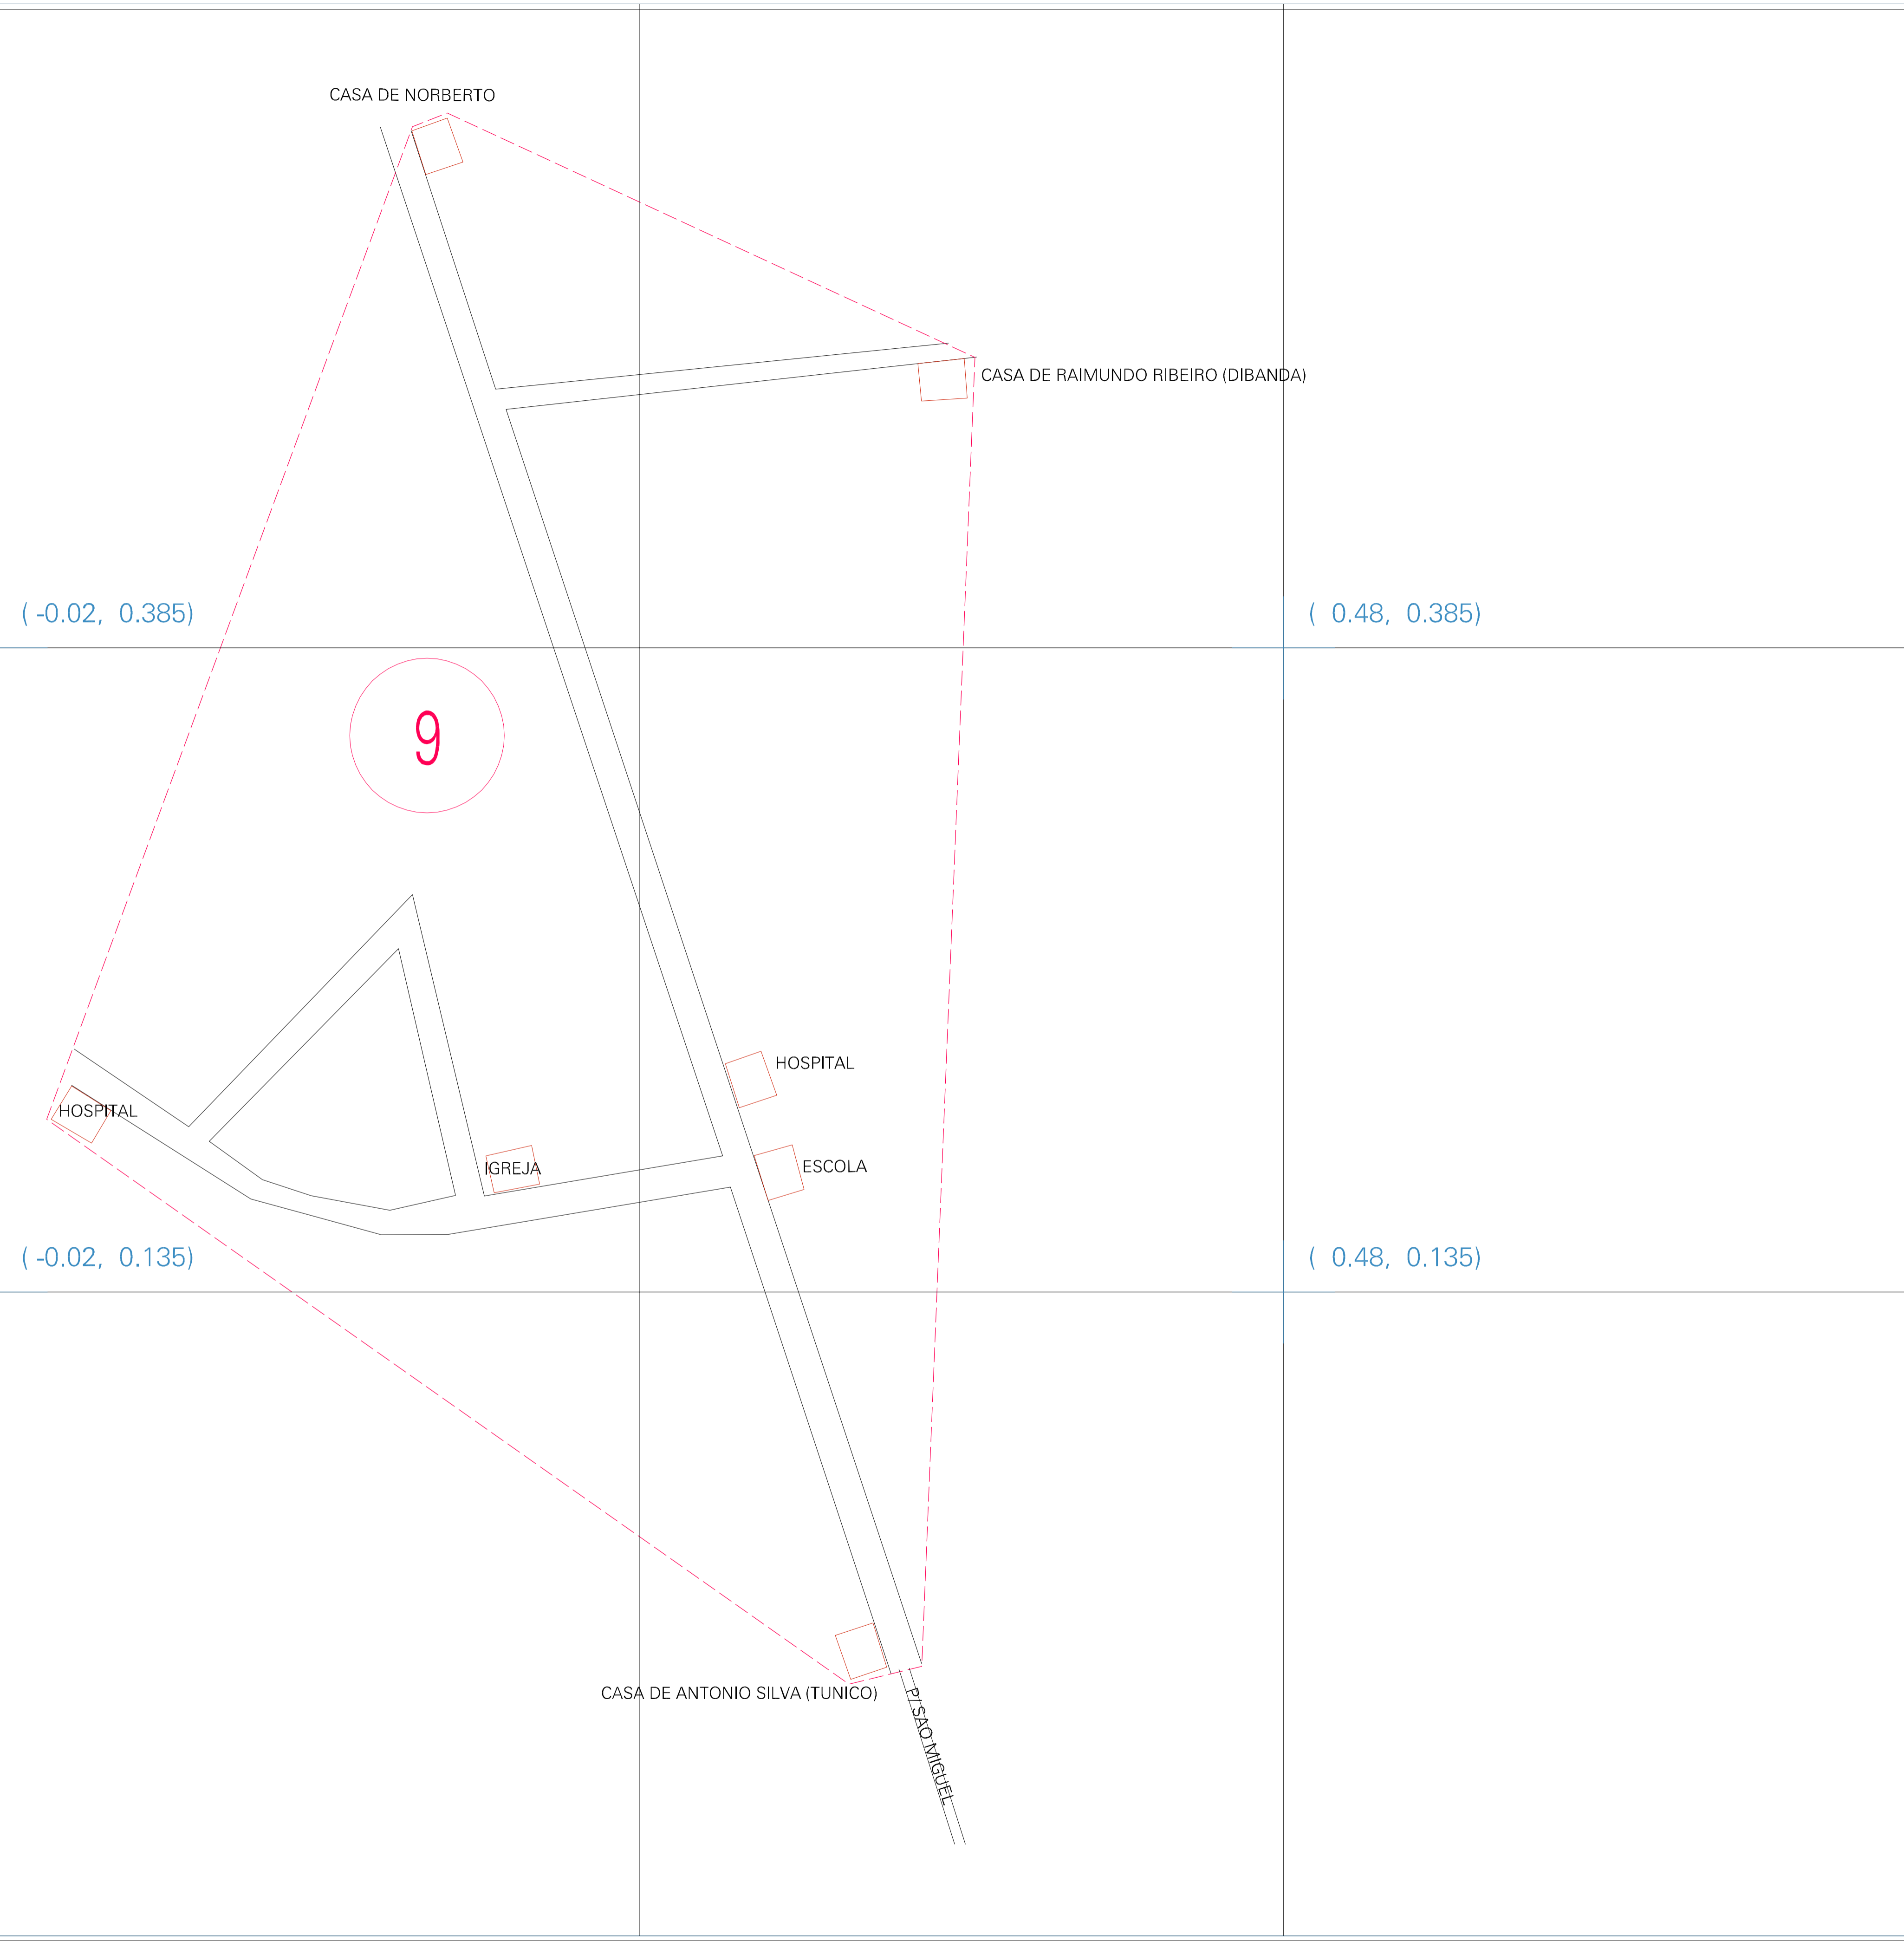 CASA DE NORBERTO
CASA DE RAIMUNDO RIBEIRO (DIBANDA)
( -0.02, 0.385)
( 0.48, 0.385)
9
HOSPITAL
HOSPITAL
IGREJA
ESCOLA
( -0.02, 0.135)
( 0.48, 0.135)
CASA DE ANTONIO SILVA (TUNICO)
P/ SAO MIGUEL